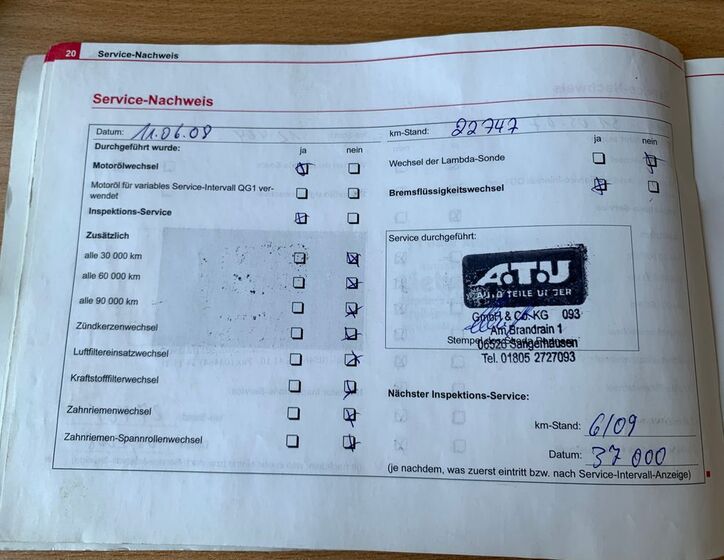 20 Service-Nachweis
Service-Nachweis
Datum: 11.06.08
km-Stand: 22747
Durchgeführt wurde: ja nein
ja nein
Motorölwechsel
Wechsel der Lambda-Sonde
Motoröl für variables Service-Intervall QG1 ver-
wendet
Bremsflüssigkeitswechsel
Inspektions-Service
Zusätzlich
Service durchgeführt:
alle 30 000 km
alle 60 000 km
alle 90 000 km
A.T.U
AUTO TEILE UNGER
GmbH & Co. KG 093
Am Brandrain 1
06526 Sangerhausen
Tel. 01805 2727093
Zündkerzenwechsel
Luftfiltereinsatzwechsel
Kraftstofffilterwechsel
Zahnriemenwechsel
Zahnriemen-Spannrollenwechsel
Nächster Inspektions-Service:
km-Stand: 6/09
Datum: 37 000
(je nachdem, was zuerst eintritt bzw. nach Service-Intervall-Anzeige)